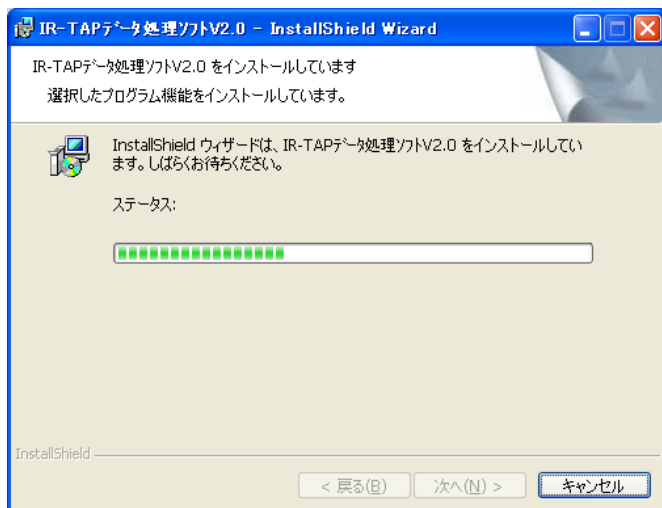 IR-TAPﾃﾞｰﾀ処理ｿﾌﾄV2.0 - InstallShield Wizard
IR-TAPﾃﾞｰﾀ処理ｿﾌﾄV2.0 をインストールしています
選択したプログラム機能をインストールしています。
InstallShield ウィザードは、IR-TAPﾃﾞｰﾀ処理ｿﾌﾄV2.0 をインストールしてい
ます。しばらくお待ちください。
ステータス:
InstallShield
< 戻る(B)
次へ(N) >
キャンセル